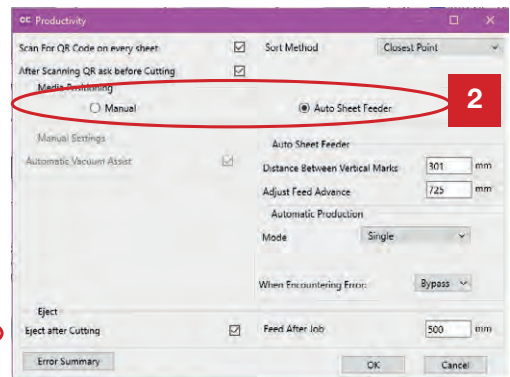 GE Productivity
Scan For QR Code on every sheet
Sort Method Closest Point
After Scanning QR ask before Cutting
Media Positioning
Manual Auto Sheet Feeder 2
Manual Settings
Automatic Vacuum Assist
Auto Sheet Feeder
Distance Between Vertical Marks 301 mm
Adjust Feed Advance 725 mm
Automatic Production
Mode Single
When Encountering Error: Bypass
Eject
Eject after Cutting
Feed After Job 500 mm
Error Summary OK Cancel